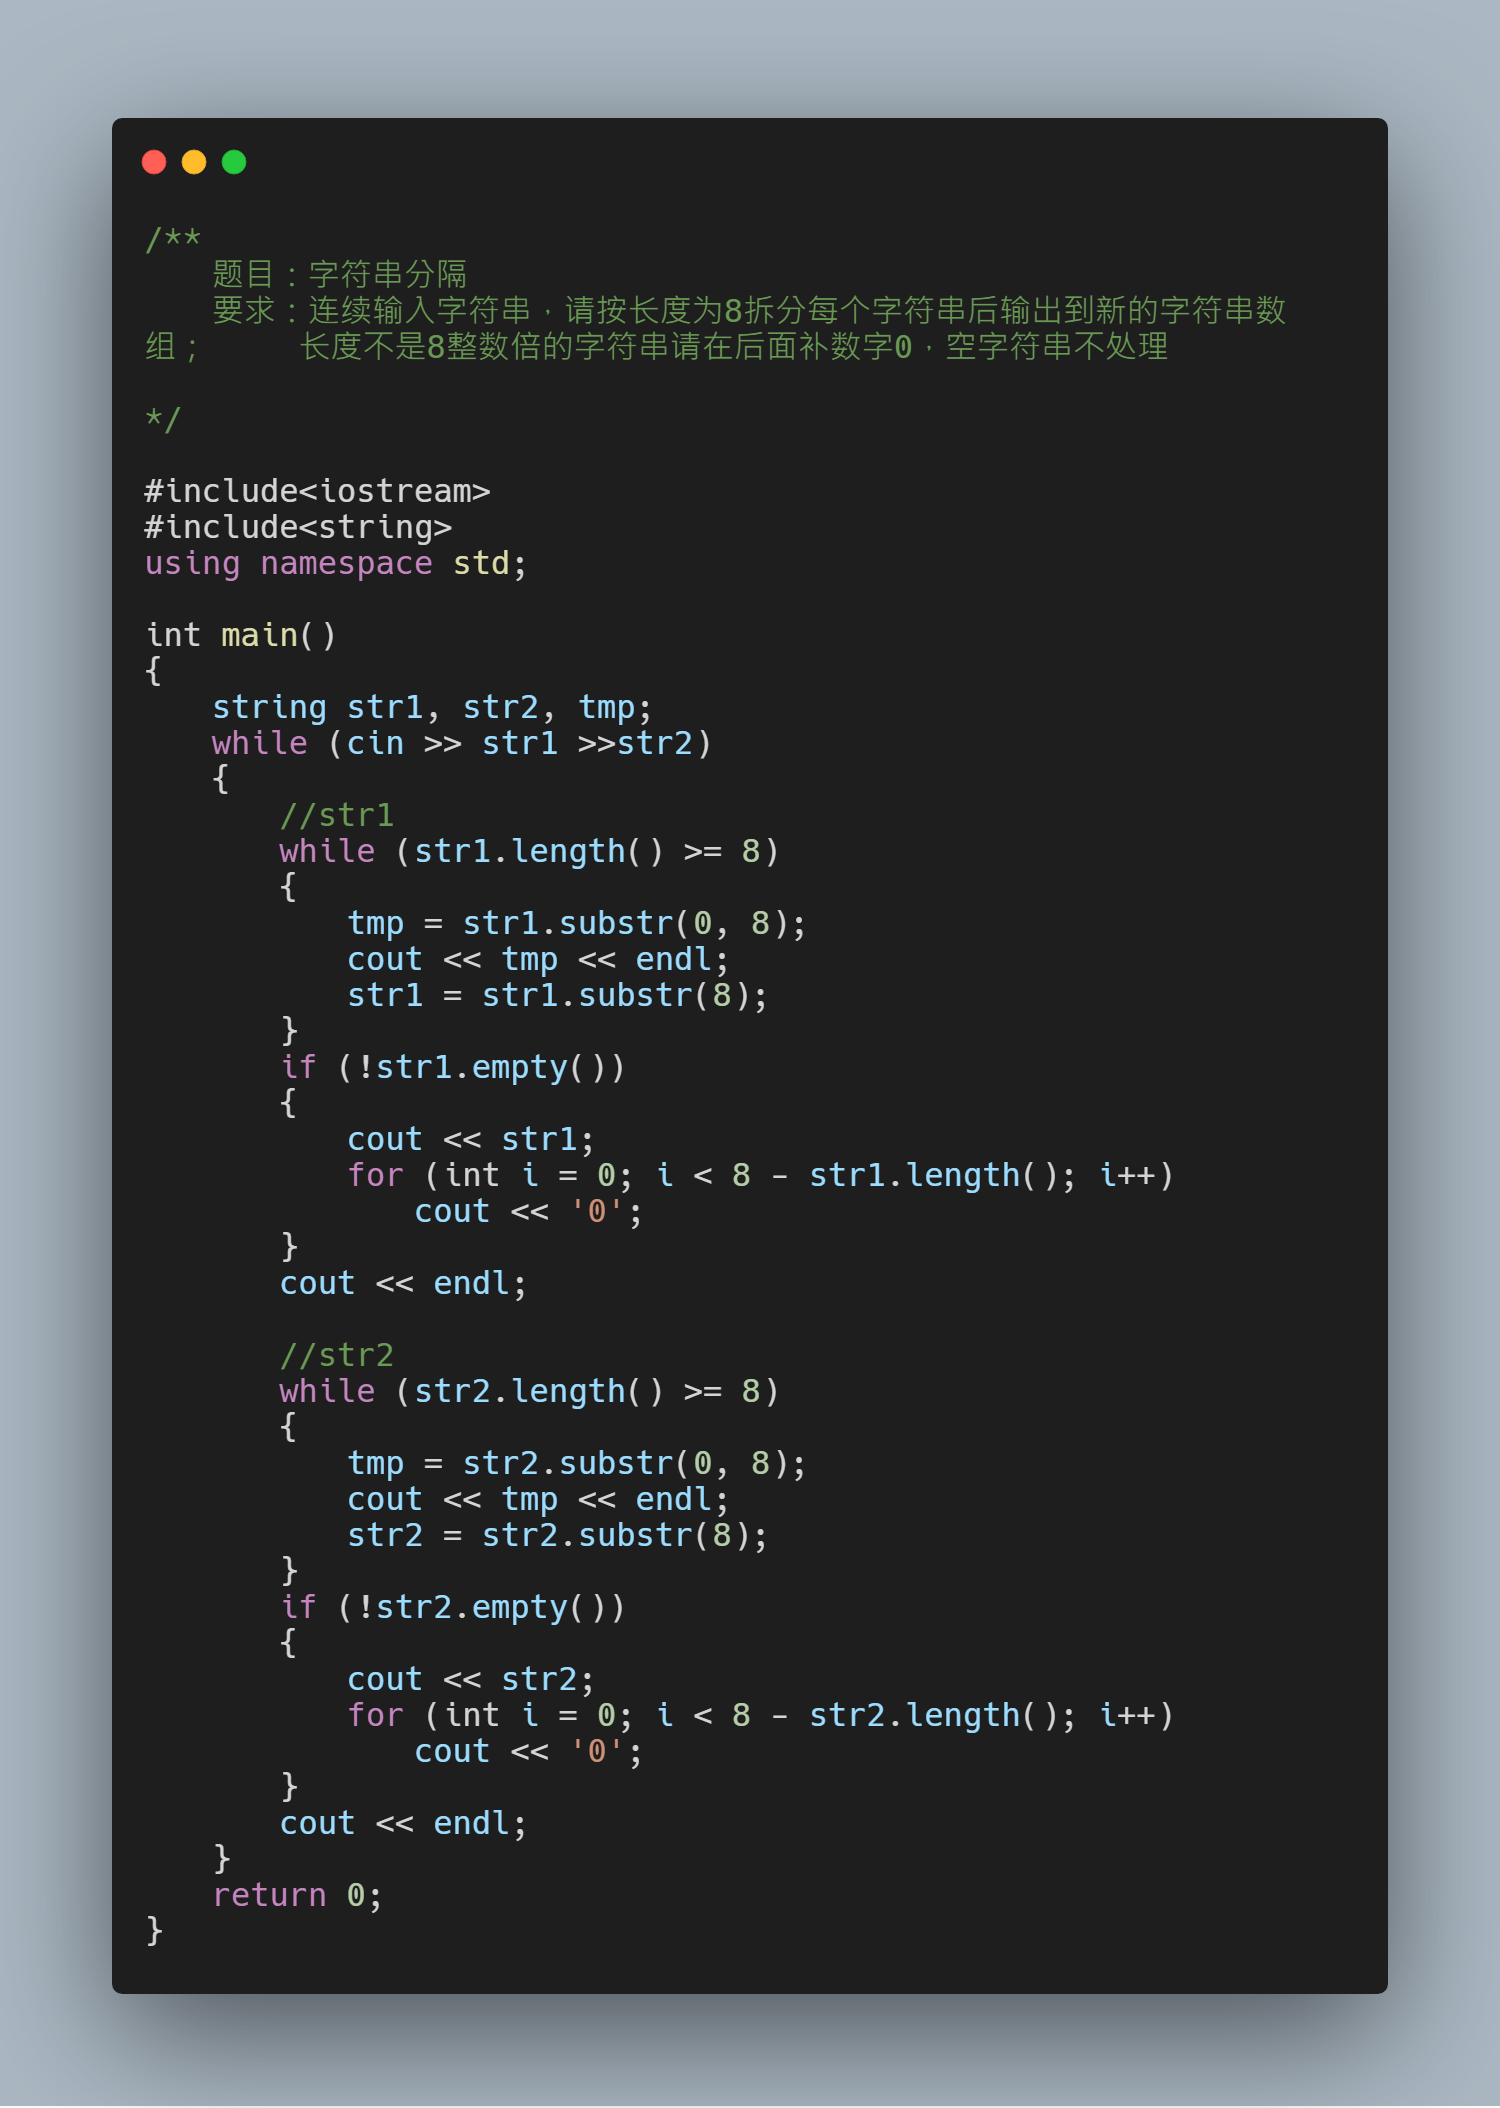 /**
    题目：字符串分隔
    要求：连续输入字符串，请按长度为8拆分每个字符串后输出到新的字符串数
组；     长度不是8整数倍的字符串请在后面补数字0，空字符串不处理

*/

#include<iostream>
#include<string>
using namespace std;

int main()
{
    string str1, str2, tmp;
    while (cin >> str1 >>str2)
    {
        //str1
        while (str1.length() >= 8)
        {
            tmp = str1.substr(0, 8);
            cout << tmp << endl;
            str1 = str1.substr(8);
        }
        if (!str1.empty())
        {
            cout << str1;
            for (int i = 0; i < 8 - str1.length(); i++)
                cout << '0';
        }
        cout << endl;

        //str2
        while (str2.length() >= 8)
        {
            tmp = str2.substr(0, 8);
            cout << tmp << endl;
            str2 = str2.substr(8);
        }
        if (!str2.empty())
        {
            cout << str2;
            for (int i = 0; i < 8 - str2.length(); i++)
                cout << '0';
        }
        cout << endl;
    }
    return 0;
}